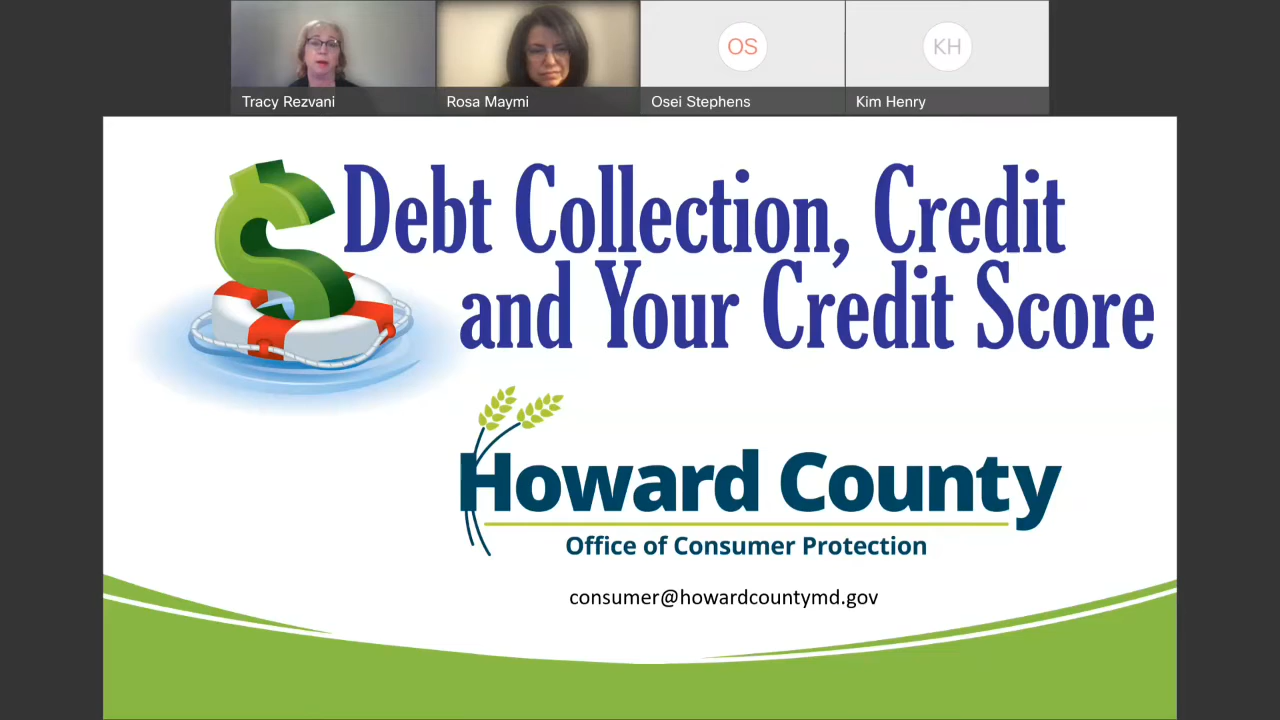 OS
KH
Tracy Rezvani
Rosa Maymi
Osei Stephens
Kim Henry
Debt Collection, Credit
and Your Credit Score
Howard County
Office of Consumer Protection
consumer@howardcountymd.gov